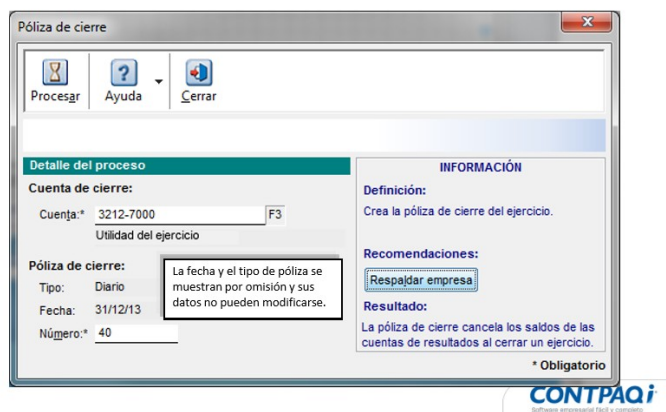 Póliza de cierre
Procesar
Ayuda
Cerrar
Detalle del proceso
Cuenta de cierre:
Cuenta:* 3212-7000 F3
Utilidad del ejercicio
Póliza de cierre:
Tipo: Diario
Fecha: 31/12/13
Número:* 40
La fecha y el tipo de póliza se
muestran por omisión y sus
datos no pueden modificarse.
INFORMACIÓN
Definición:
Crea la póliza de cierre del ejercicio.
Recomendaciones:
Respaldar empresa
Resultado:
La póliza de cierre cancela los saldos de las
cuentas de resultados al cerrar un ejercicio.
* Obligatorio
CONTPAQi
Software empresarial fácil y completo